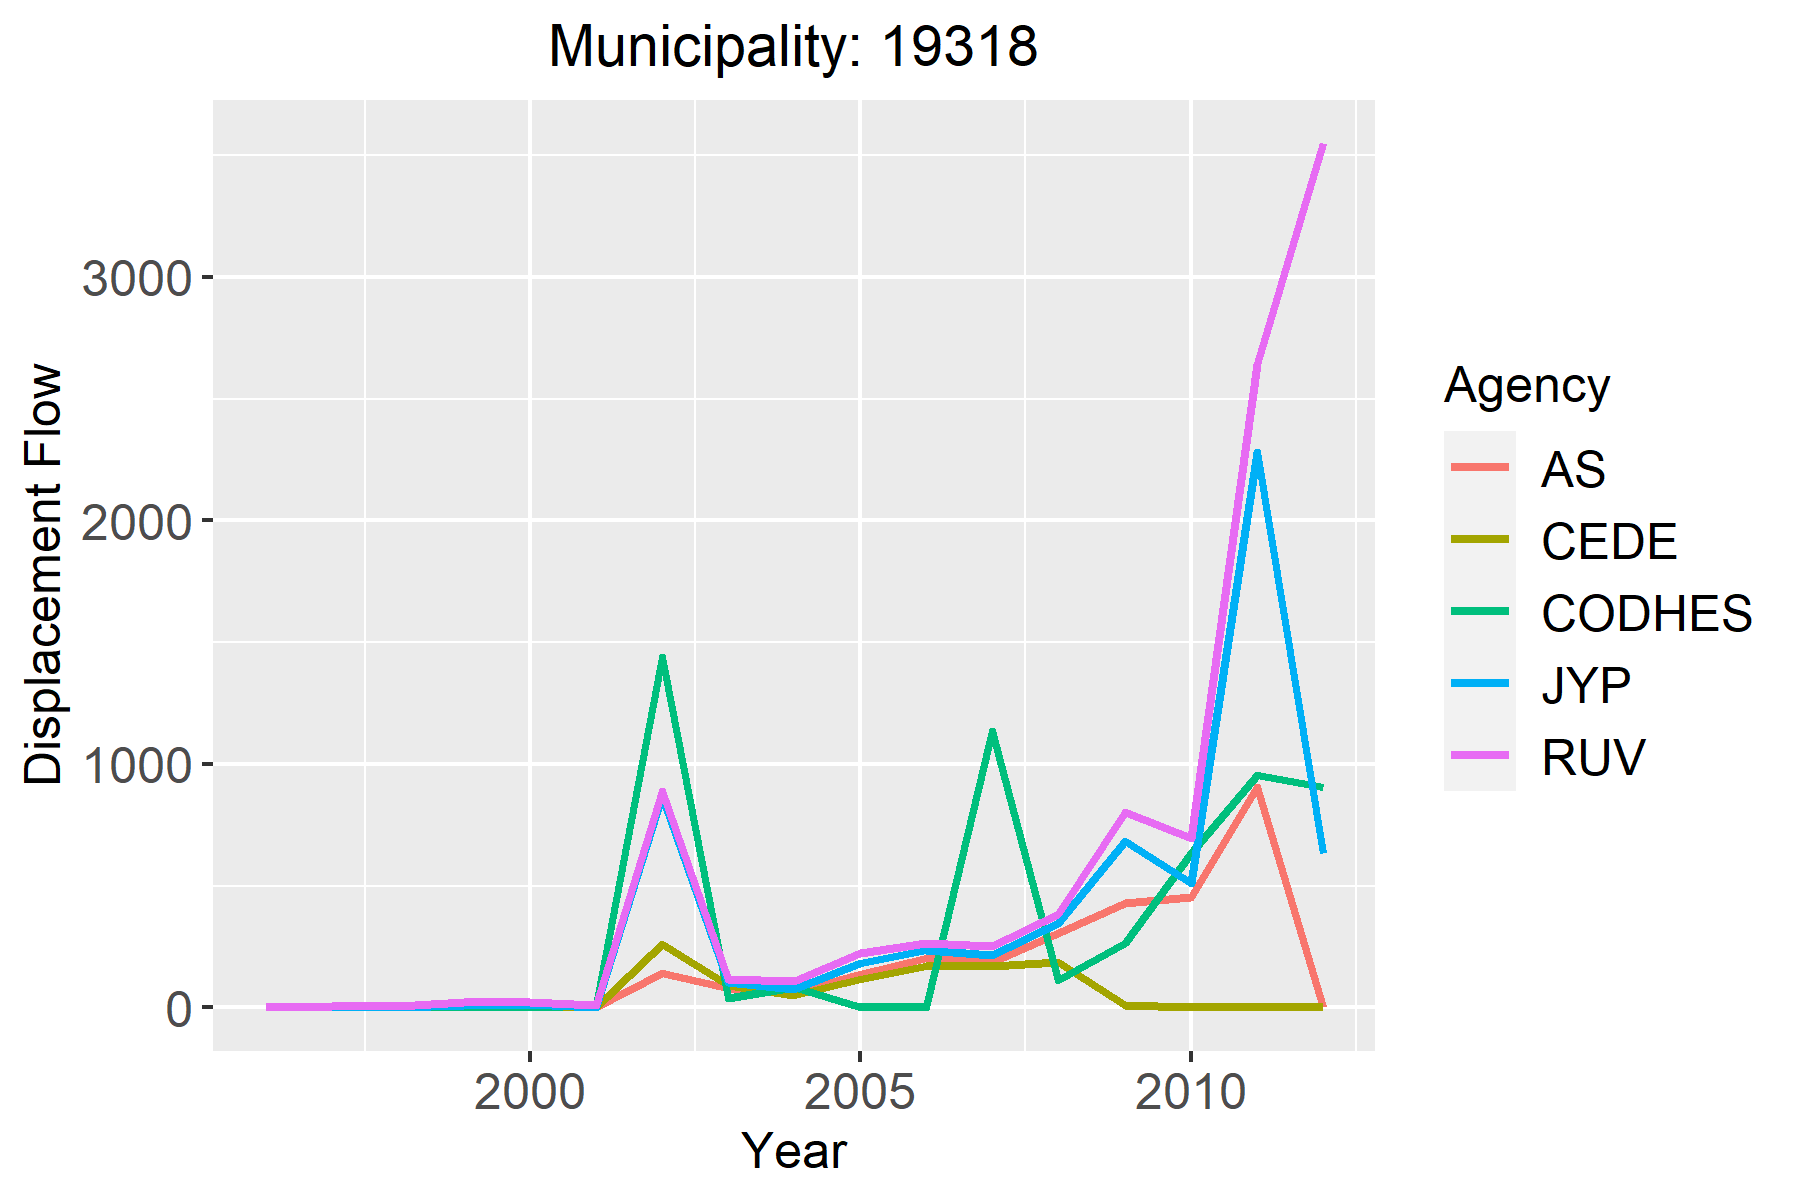 Municipality: 19318
3000
2000
1000
0
Displacement Flow
2000
2005
2010
Year
Agency
AS
CEDE
CODHES
JYP
RUV